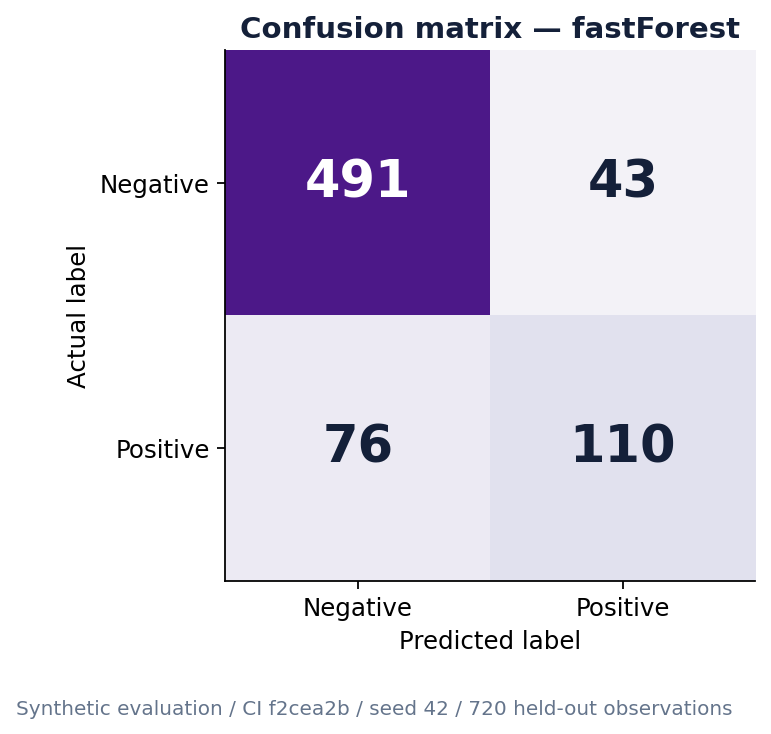 Confusion matrix — fastForest
Actual label
Negative
491
43
Positive
76
110
Negative
Positive
Predicted label
Synthetic evaluation / CI f2cea2b / seed 42 / 720 held-out observations